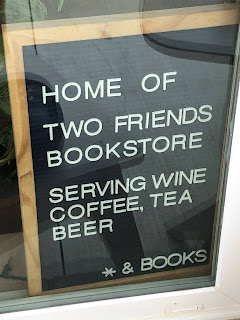 HOME OF
TWO FRIENDS
BOOKSTORE
SERVING WINE
COFFEE, TEA
BEER
* & BOOKS